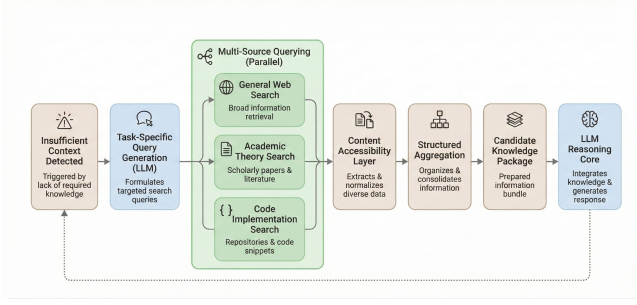 Insufficient
Context
Detected
Triggered by
lack of required
knowledge
Task-Specific
Query
Generation
(LLM)
Formulates
targeted search
queries
Multi-Source Querying
(Parallel)
General Web
Search
Broad information
retrieval
Academic
Theory Search
Scholarly papers &
literature
{ } Code
Implementation
Search
Repositories & code
snippets
Content
Accessibility
Layer
Extracts &
normalizes
diverse data
Structured
Aggregation
Organizes &
consolidates
information
Candidate
Knowledge
Package
Prepared
information
bundle
LLM
Reasoning
Core
Integrates
knowledge &
generates
response